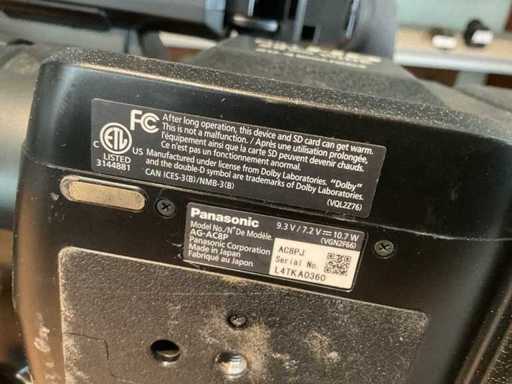 FC
After long operation, this device and SD card can get warm.
This is not a malfunction. / Après une utilisation prolongée,
l'équipement ainsi que la carte SD peuvent devenir chauds.
Ce n'est pas un fonctionnement anormal.
C ETL US
LISTED
3144881
Manufactured under license from Dolby Laboratories. "Dolby"
and the double-D symbol are trademarks of Dolby Laboratories.
CAN ICES-3(B)/NMB-3(B)
(VQL2Z76)
Panasonic
9.3 V / 7.2 V ⎓ 10.7 W
Model No./N° De Modèle
(VGN2F66)
AG-AC8P
Panasonic Corporation
Made in Japan
Fabriqué au Japon
AC8PJ
Serial No.
L4TKA0360